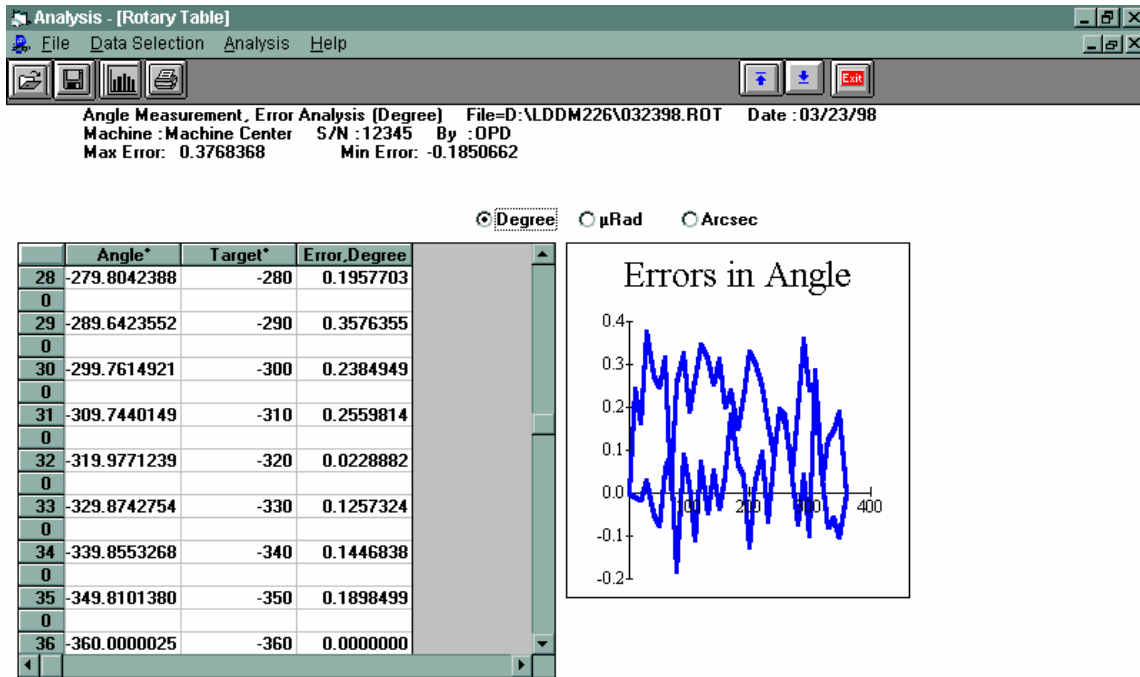 Analysis - [Rotary Table]
File Data Selection Analysis Help
Exit
Angle Measurement, Error Analysis (Degree) File=D:\LDDM226\032398.ROT Date : 03/23/98
Machine : Machine Center S/N : 12345 By : OPD
Max Error: 0.3768368 Min Error: -0.1850662
Degree µRad Arcsec
Angle* Target* Error,Degree
28 -279.8042388 -280 0.1957703
0
29 -289.6423552 -290 0.3576355
0
30 -299.7614921 -300 0.2384949
0
31 -309.7440149 -310 0.2559814
0
32 -319.9771239 -320 0.0228882
0
33 -329.8742754 -330 0.1257324
0
34 -339.8553268 -340 0.1446838
0
35 -349.8101380 -350 0.1898499
0
36 -360.0000025 -360 0.0000000
Errors in Angle
0.4
0.3
0.2
0.1
0.0
-0.1
-0.2
100 200 300 400